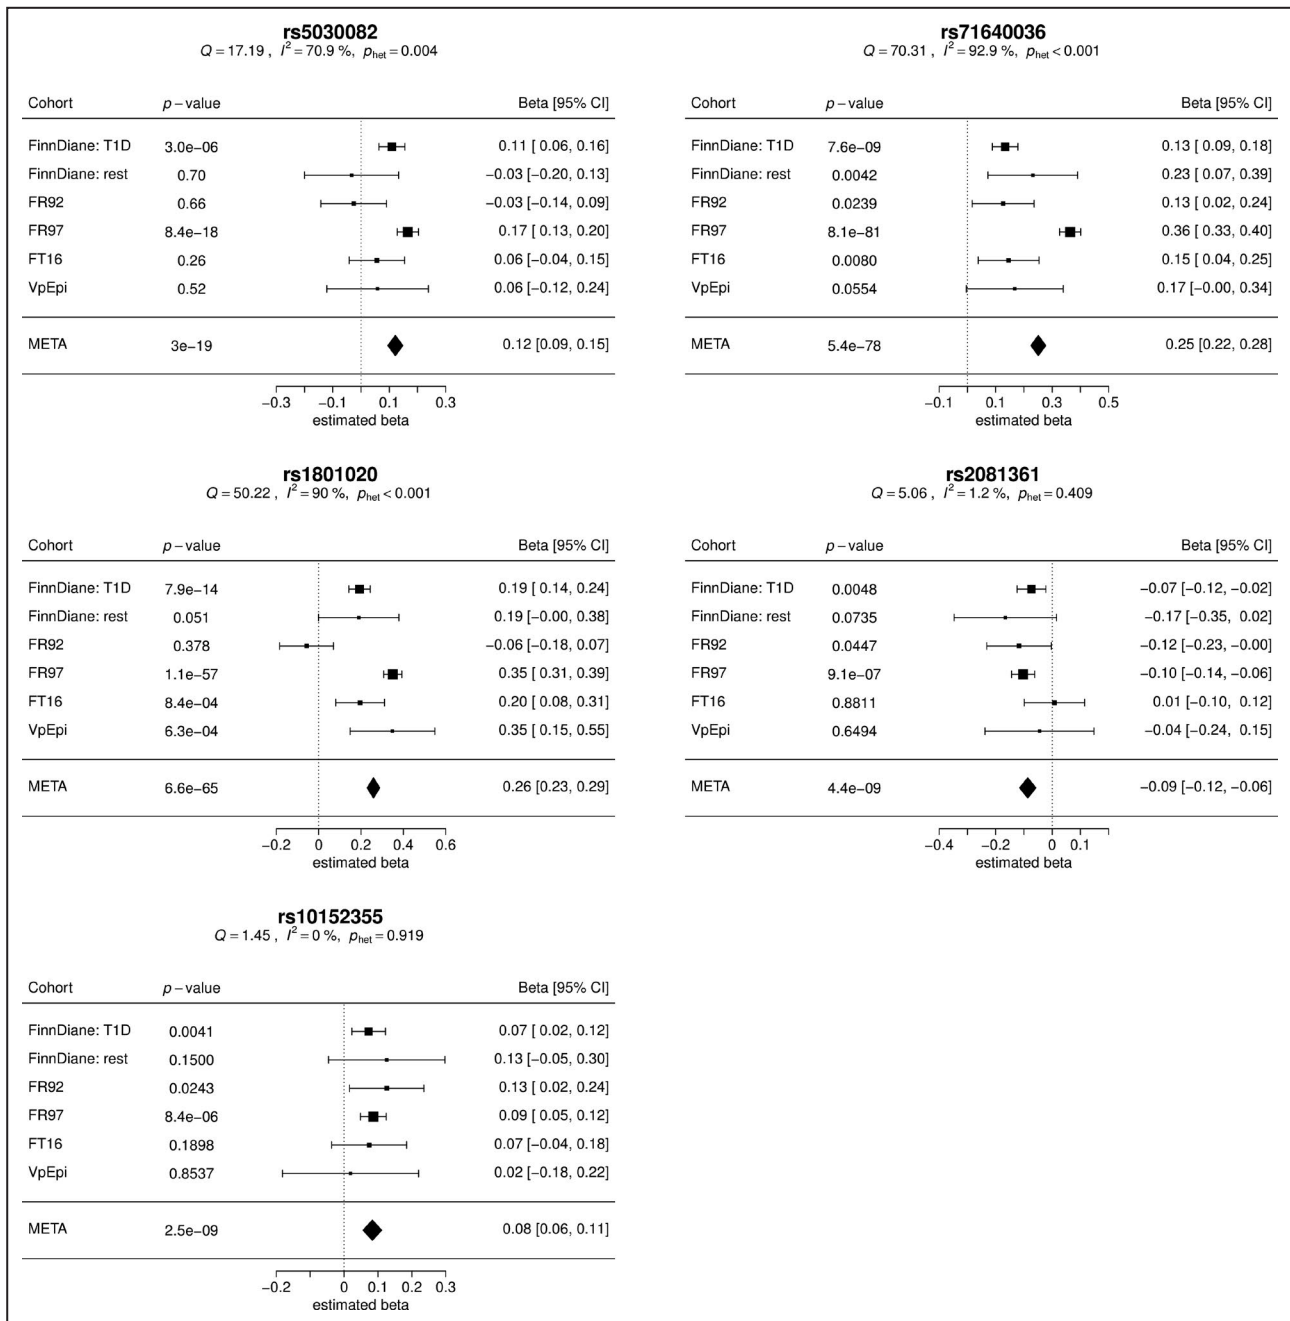 rs5030082
Q = 17.19 , I² = 70.9 %, phet = 0.004
Cohort p − value Beta [95% CI]
FinnDiane: T1D 3.0e−06 0.11 [ 0.06, 0.16]
FinnDiane: rest 0.70 −0.03 [−0.20, 0.13]
FR92 0.66 −0.03 [−0.14, 0.09]
FR97 8.4e−18 0.17 [ 0.13, 0.20]
FT16 0.26 0.06 [−0.04, 0.15]
VpEpi 0.52 0.06 [−0.12, 0.24]
META 3e−19 0.12 [0.09, 0.15]
−0.3 −0.1 0.1 0.3
estimated beta
rs71640036
Q = 70.31 , I² = 92.9 %, phet < 0.001
Cohort p − value Beta [95% CI]
FinnDiane: T1D 7.6e−09 0.13 [ 0.09, 0.18]
FinnDiane: rest 0.0042 0.23 [ 0.07, 0.39]
FR92 0.0239 0.13 [ 0.02, 0.24]
FR97 8.1e−81 0.36 [ 0.33, 0.40]
FT16 0.0080 0.15 [ 0.04, 0.25]
VpEpi 0.0554 0.17 [−0.00, 0.34]
META 5.4e−78 0.25 [0.22, 0.28]
−0.1 0.1 0.3 0.5
estimated beta
rs1801020
Q = 50.22 , I² = 90 %, phet < 0.001
Cohort p − value Beta [95% CI]
FinnDiane: T1D 7.9e−14 0.19 [ 0.14, 0.24]
FinnDiane: rest 0.051 0.19 [−0.00, 0.38]
FR92 0.378 −0.06 [−0.18, 0.07]
FR97 1.1e−57 0.35 [ 0.31, 0.39]
FT16 8.4e−04 0.20 [ 0.08, 0.31]
VpEpi 6.3e−04 0.35 [ 0.15, 0.55]
META 6.6e−65 0.26 [0.23, 0.29]
−0.2 0 0.2 0.4 0.6
estimated beta
rs2081361
Q = 5.06 , I² = 1.2 %, phet = 0.409
Cohort p − value Beta [95% CI]
FinnDiane: T1D 0.0048 −0.07 [−0.12, −0.02]
FinnDiane: rest 0.0735 −0.17 [−0.35, 0.02]
FR92 0.0447 −0.12 [−0.23, −0.00]
FR97 9.1e−07 −0.10 [−0.14, −0.06]
FT16 0.8811 0.01 [−0.10, 0.12]
VpEpi 0.6494 −0.04 [−0.24, 0.15]
META 4.4e−09 −0.09 [−0.12, −0.06]
−0.4 −0.2 0 0.1
estimated beta
rs10152355
Q = 1.45 , I² = 0 %, phet = 0.919
Cohort p − value Beta [95% CI]
FinnDiane: T1D 0.0041 0.07 [ 0.02, 0.12]
FinnDiane: rest 0.1500 0.13 [−0.05, 0.30]
FR92 0.0243 0.13 [ 0.02, 0.24]
FR97 8.4e−06 0.09 [ 0.05, 0.12]
FT16 0.1898 0.07 [−0.04, 0.18]
VpEpi 0.8537 0.02 [−0.18, 0.22]
META 2.5e−09 0.08 [0.06, 0.11]
−0.2 0 0.1 0.2 0.3
estimated beta